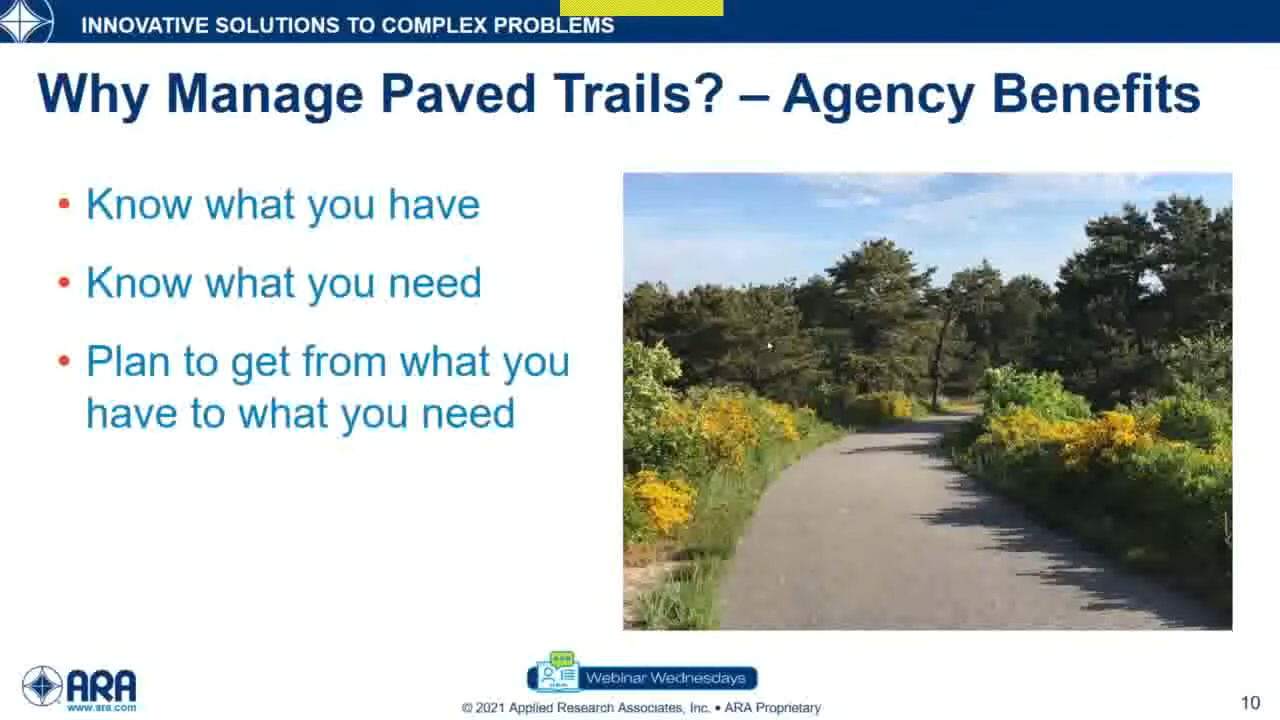 INNOVATIVE SOLUTIONS TO COMPLEX PROBLEMS
Why Manage Paved Trails? – Agency Benefits
• Know what you have
• Know what you need
• Plan to get from what you
have to what you need
ARA
www.ara.com
Webinar Wednesdays
© 2021 Applied Research Associates, Inc. • ARA Proprietary
10